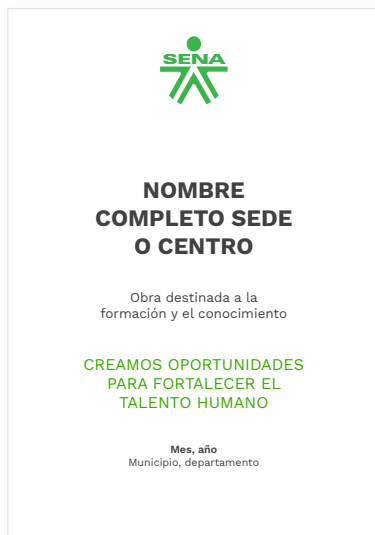 SENA
NOMBRE
COMPLETO SEDE
O CENTRO
Obra destinada a la
formación y el conocimiento
CREAMOS OPORTUNIDADES
PARA FORTALECER EL
TALENTO HUMANO
Mes, año
Municipio, departamento